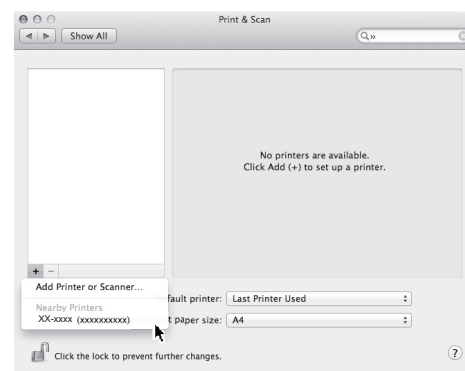 Print & Scan
Show All
»
No printers are available.
Click Add (+) to set up a printer.
+ −
Add Printer or Scanner...
Nearby Printers
XX-xxxx (xxxxxxxxxx)
fault printer: Last Printer Used
t paper size: A4
Click the lock to prevent further changes.
?